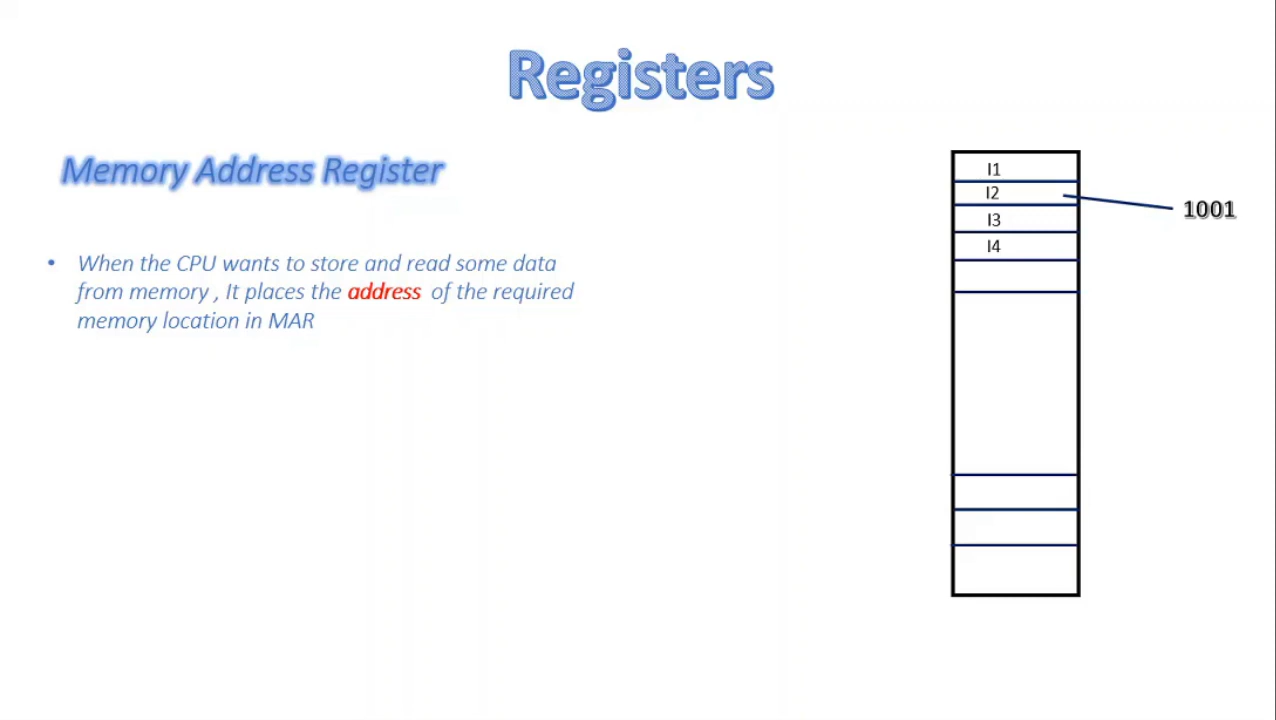 Registers
Memory Address Register
• When the CPU wants to store and read some data
from memory , It places the address of the required
memory location in MAR
I1
I2
I3
I4
1001